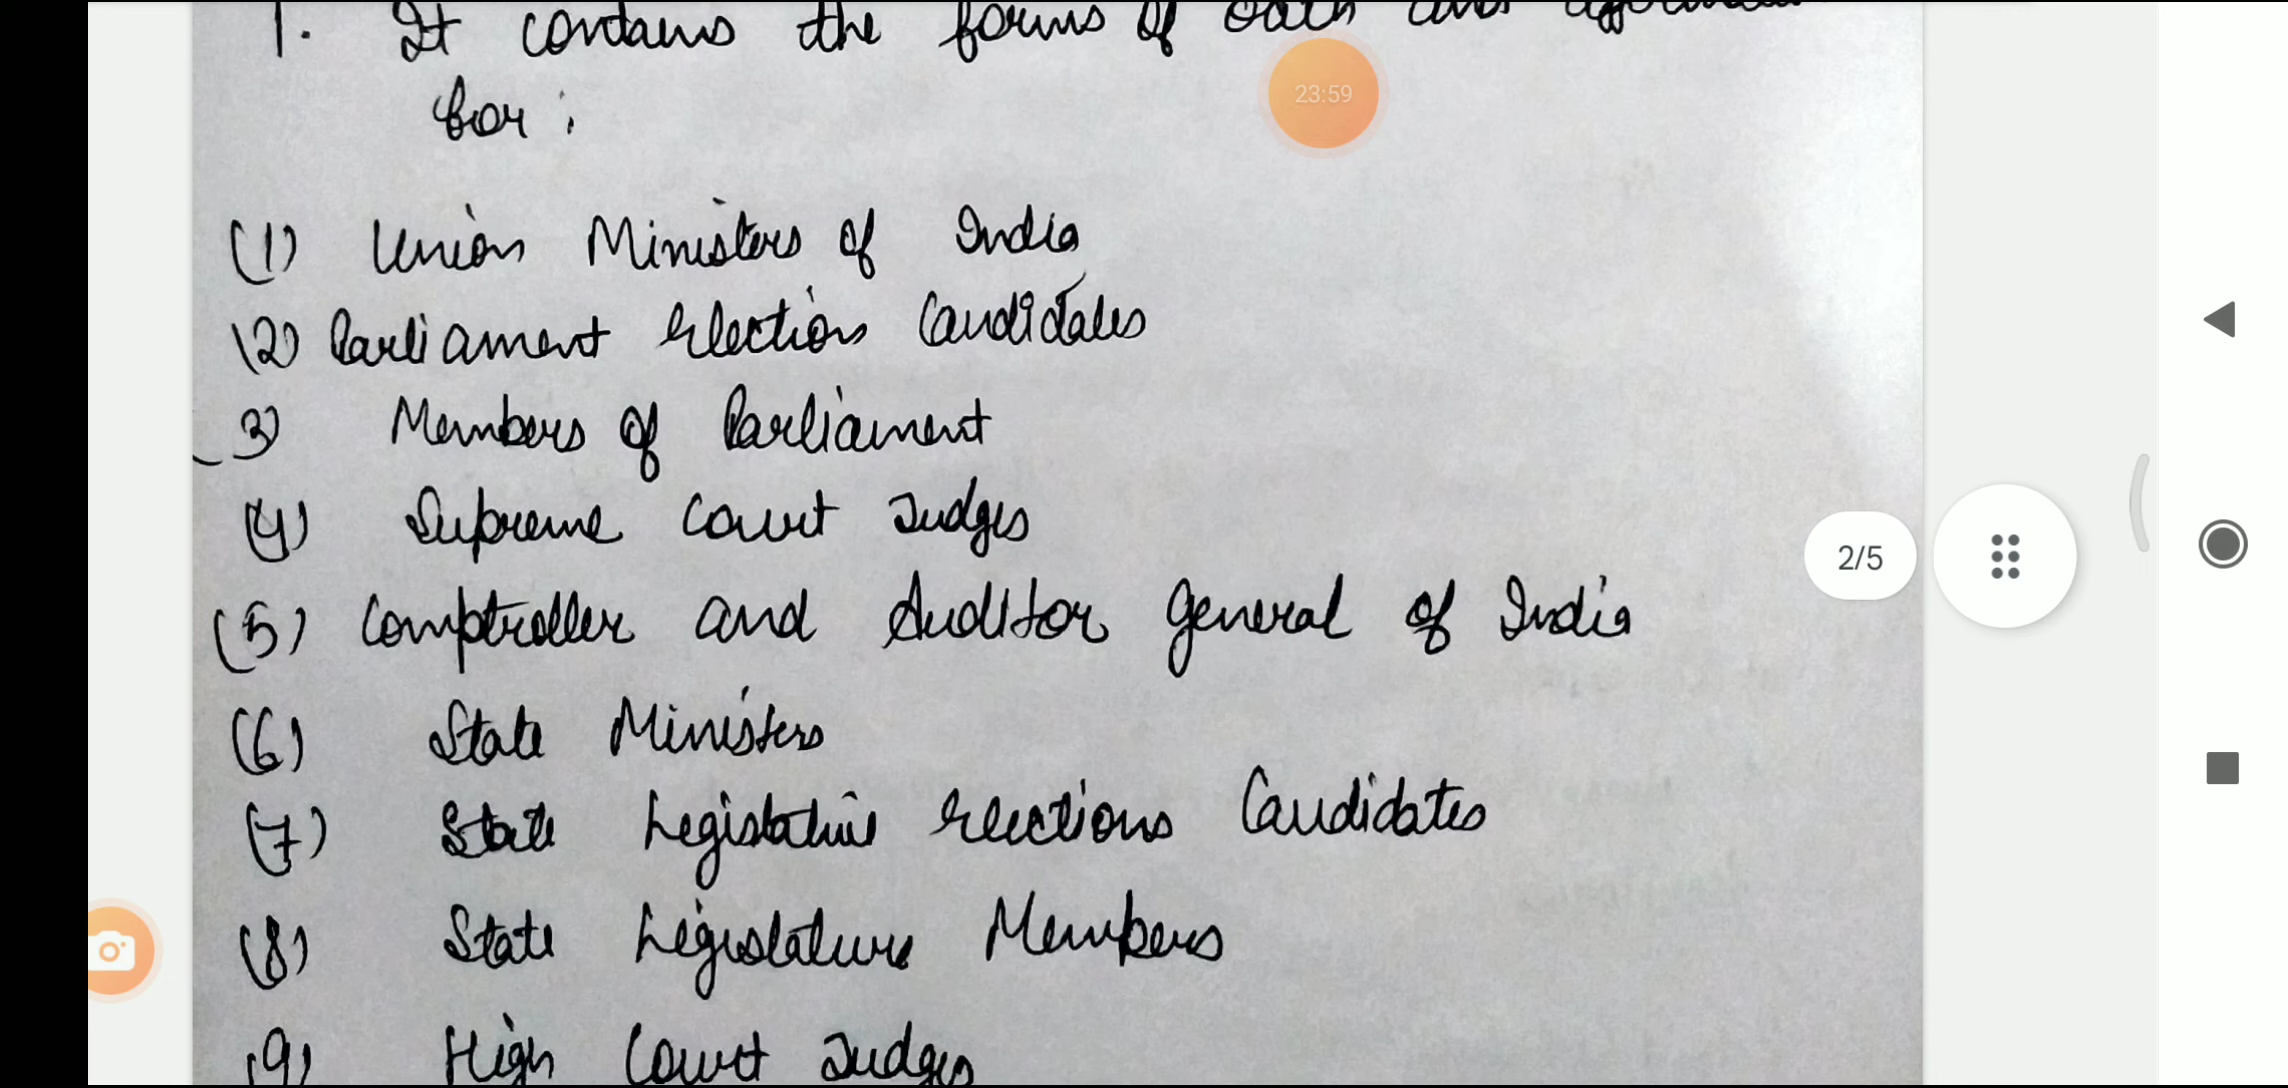 1. It contains the forms of oath and
for :
23:59
(1) Union Ministers of India
(2) Parliament Election Candidates
(3) Members of Parliament
(4) Supreme Court Judges
2/5
(5) Comptroller and Auditor General of India
(6) State Ministers
(7) State Legislative Elections Candidates
(8) State Legislature Members
(9) High Court Judges